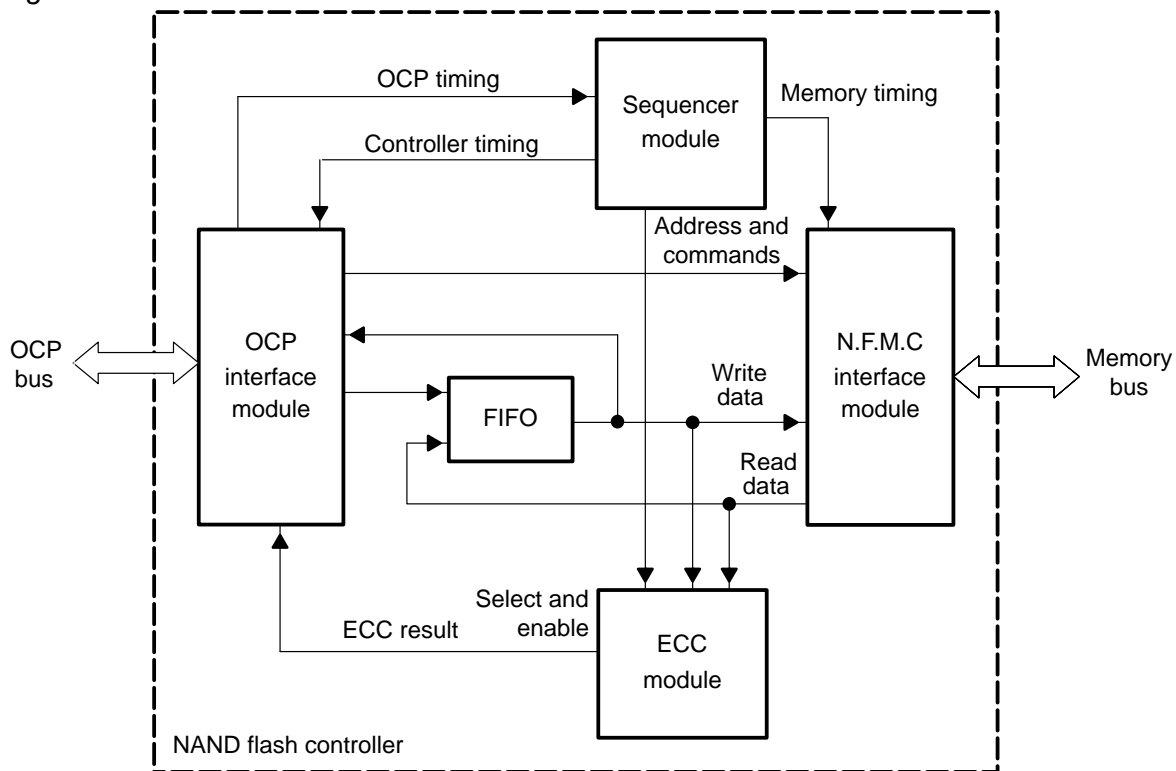 OCP timing
Sequencer
module
Memory timing
Controller timing
Address and
commands
OCP
bus
OCP
interface
module
FIFO
Write
data
N.F.M.C
interface
module
Memory
bus
Read
data
Select and
enable
ECC result
ECC
module
NAND flash controller